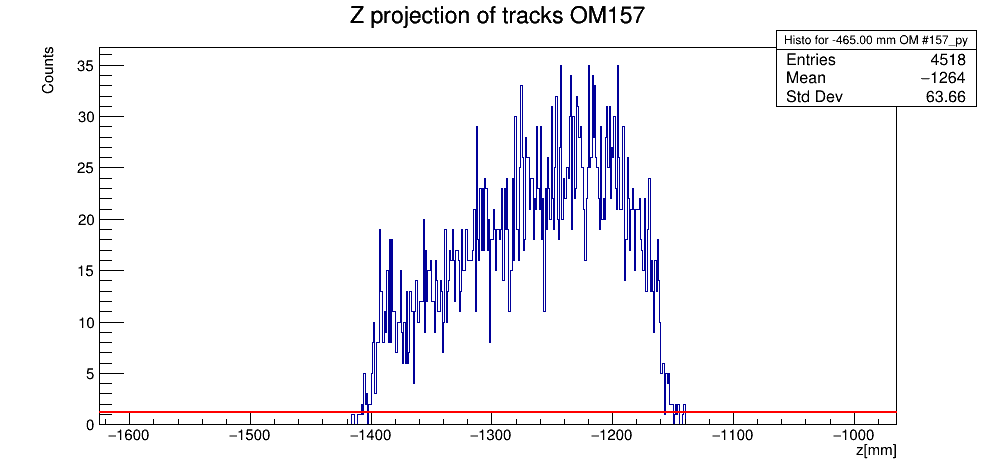 Z projection of tracks OM157
Histo for -465.00 mm OM #157_py
Entries 4518
Mean −1264
Std Dev 63.66
Counts
35
30
25
20
15
10
5
0
−1600 −1500 −1400 −1300 −1200 −1100 −1000
z[mm]